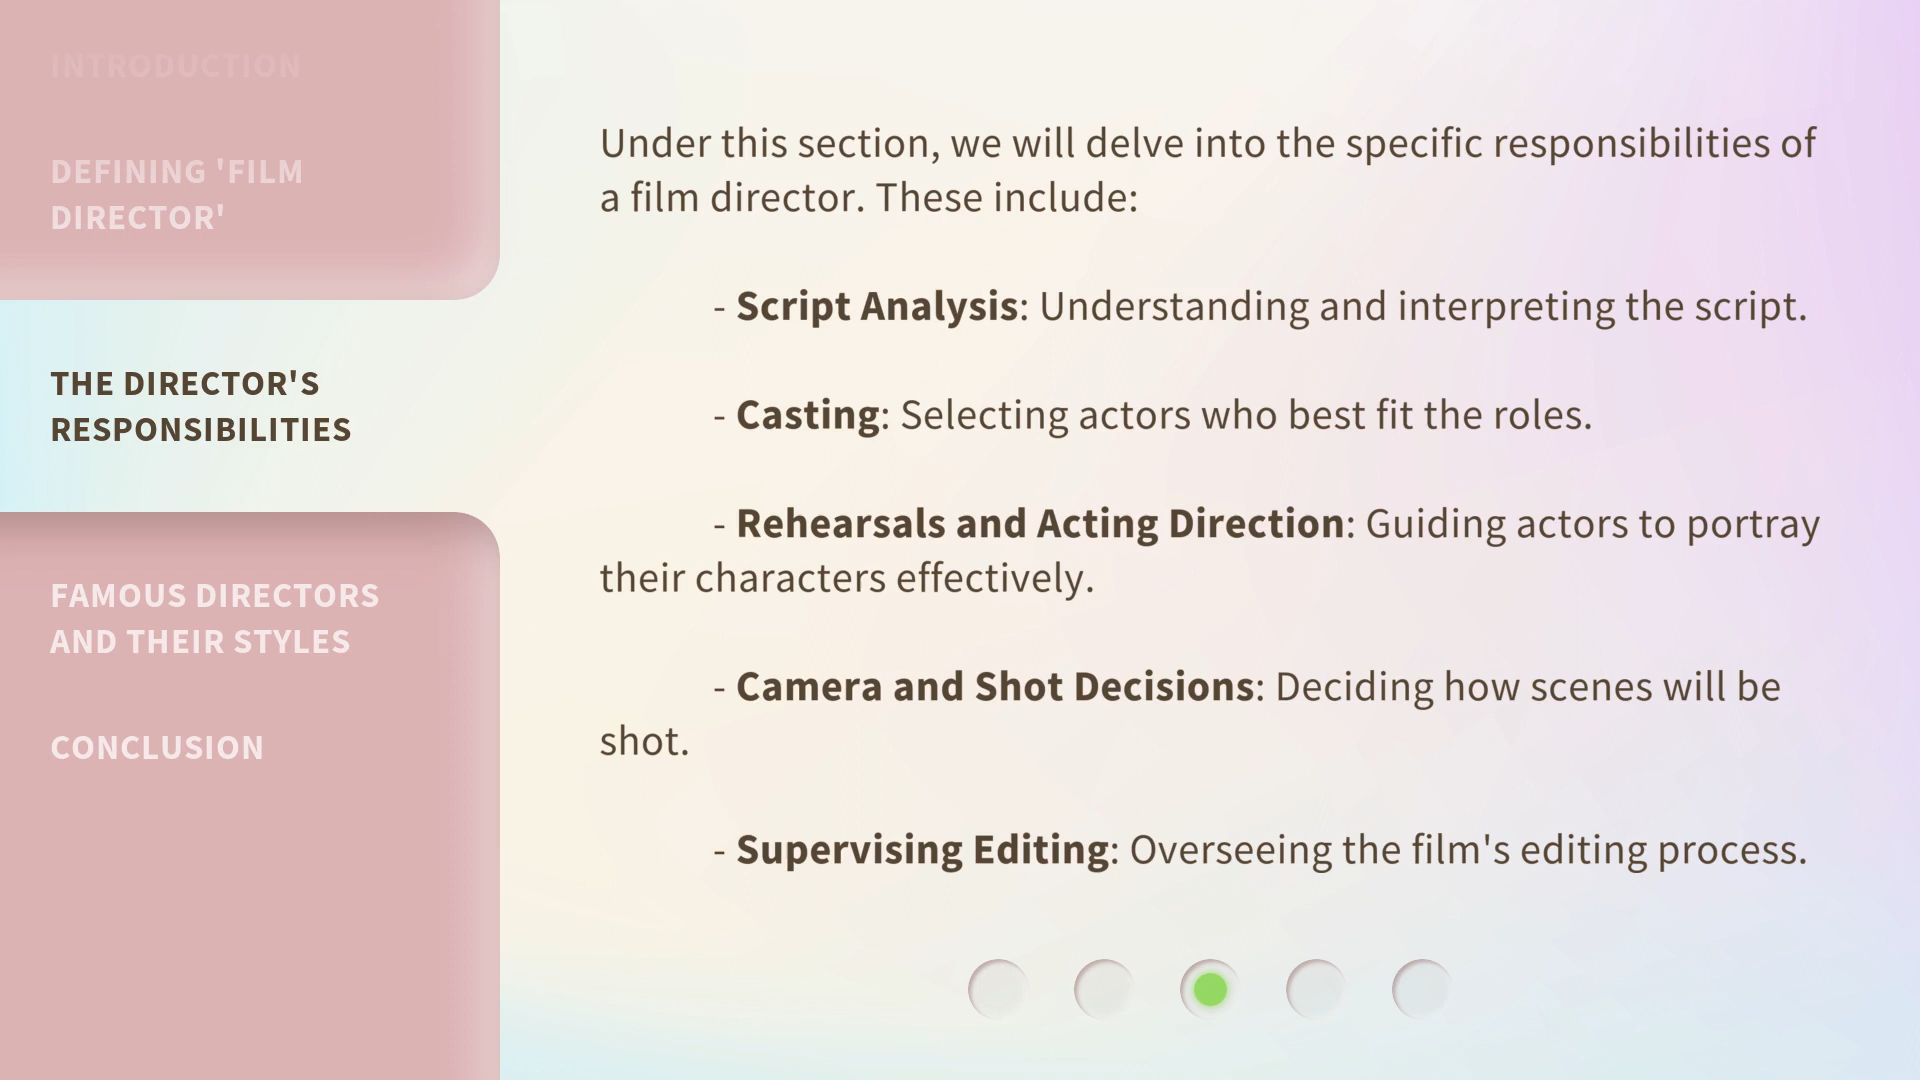 INTRODUCTION
DEFINING 'FILM
DIRECTOR'
THE DIRECTOR'S
RESPONSIBILITIES
FAMOUS DIRECTORS
AND THEIR STYLES
CONCLUSION
Under this section, we will delve into the specific responsibilities of
a film director. These include:
- Script Analysis: Understanding and interpreting the script.
- Casting: Selecting actors who best fit the roles.
- Rehearsals and Acting Direction: Guiding actors to portray
their characters effectively.
- Camera and Shot Decisions: Deciding how scenes will be
shot.
- Supervising Editing: Overseeing the film's editing process.